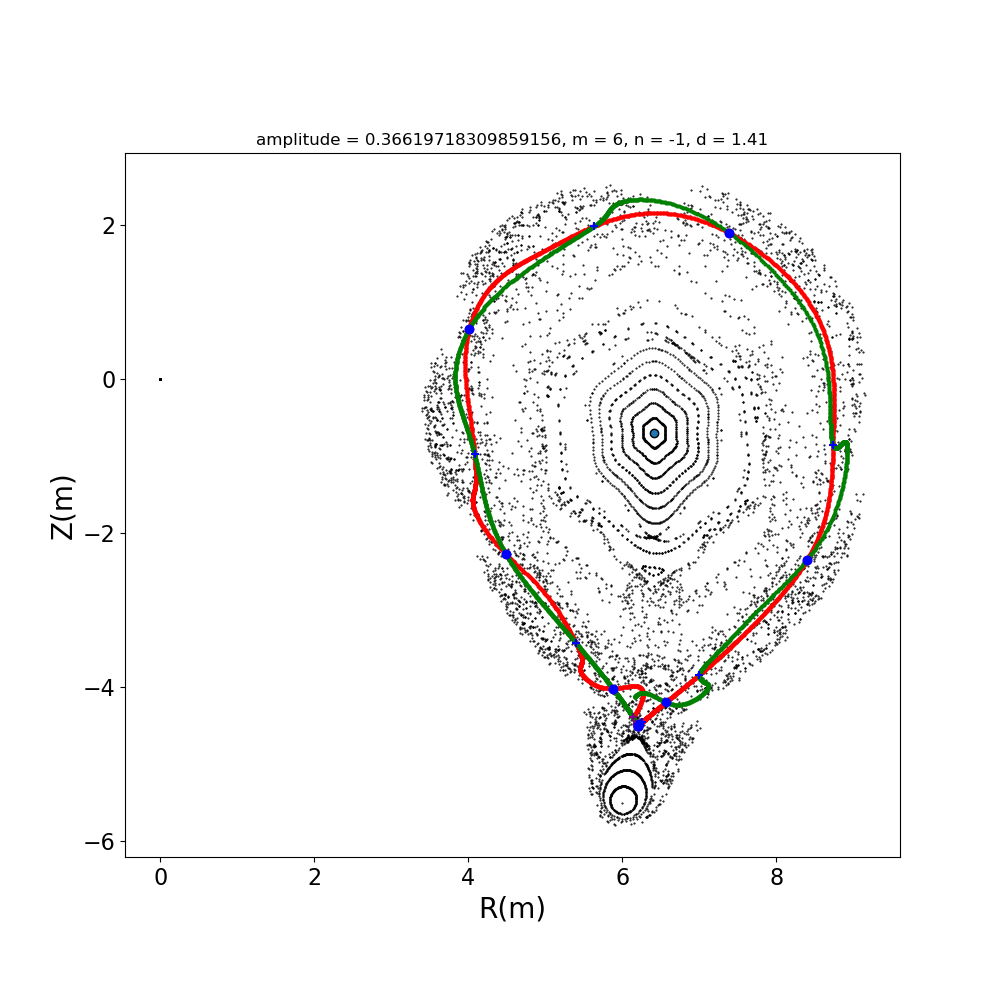 amplitude = 0.36619718309859156, m = 6, n = -1, d = 1.41
2
0
−2
−4
−6
Z(m)
0 2 4 6 8
R(m)